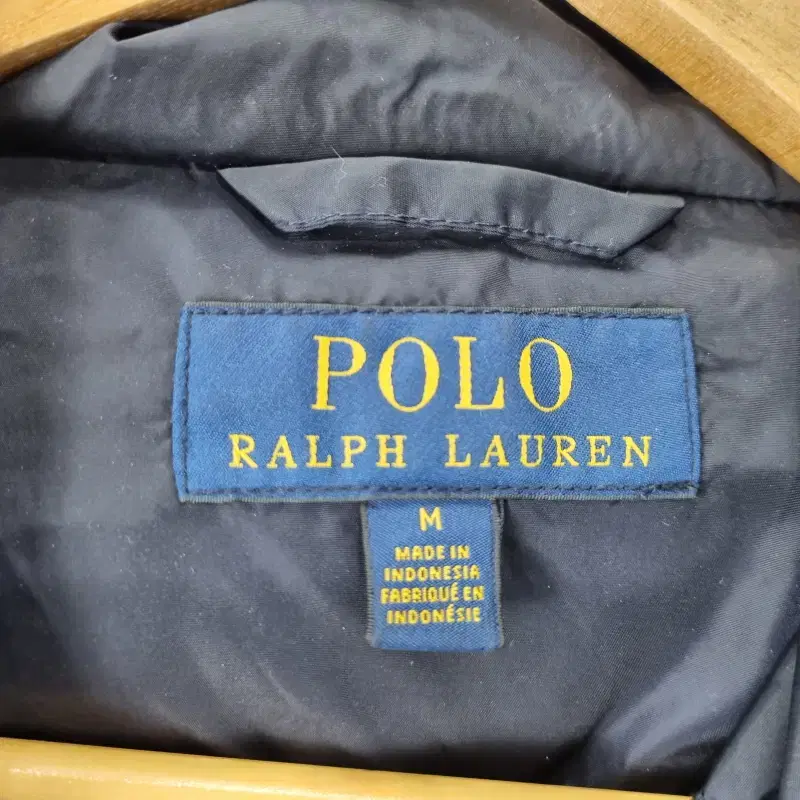 POLO
RALPH LAUREN
M
MADE IN
INDONESIA
FABRIQUÉ EN
INDONÉSIE